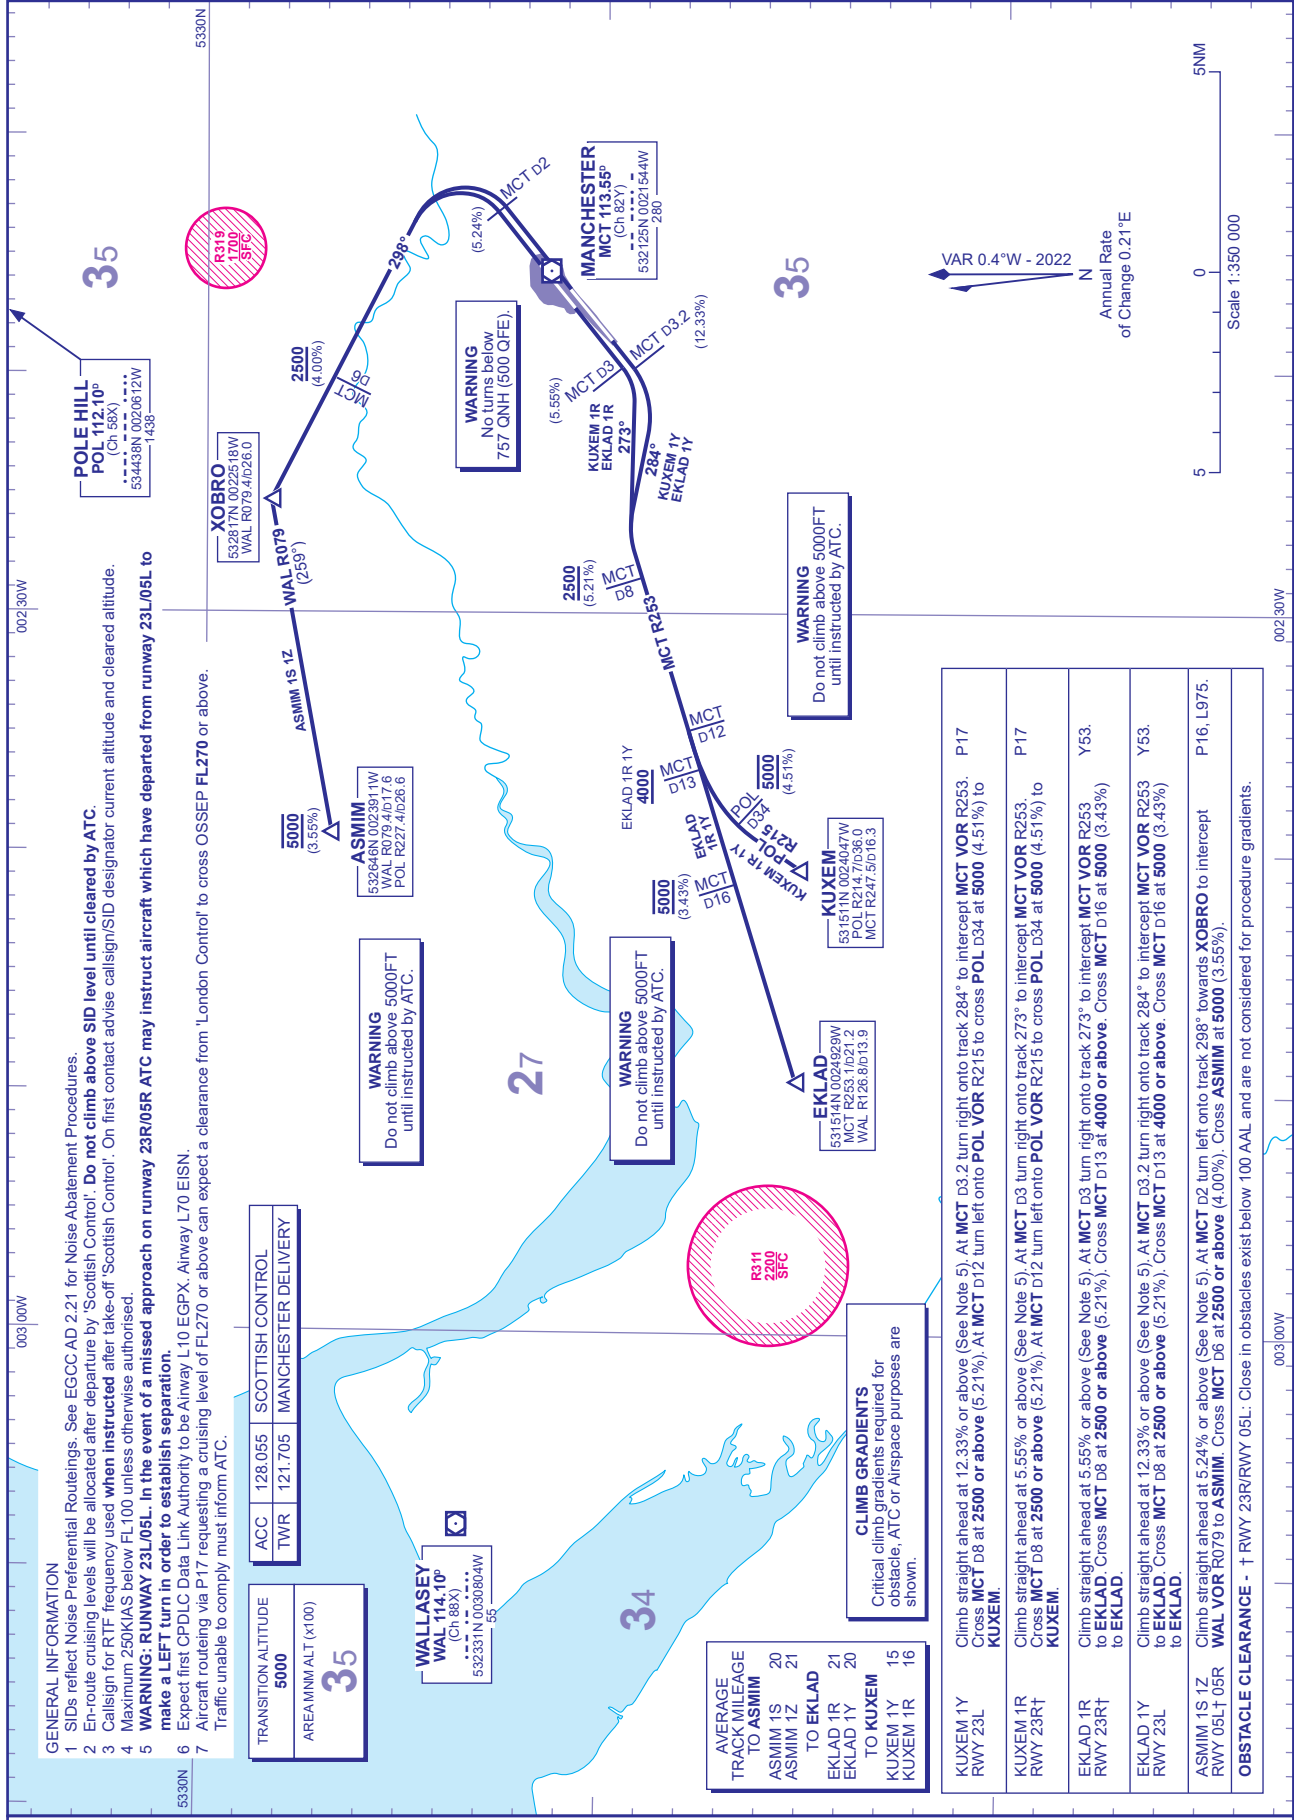 GENERAL INFORMATION
1 SIDs reflect Noise Preferential Routeings. See EGCC AD 2.21 for Noise Abatement Procedures.
2 En-route cruising levels will be allocated after departure by 'Scottish Control'. Do not climb above SID level until cleared by ATC.
3 Callsign for RTF frequency used when instructed after take-off 'Scottish Control'. On first contact advise callsign/SID designator current altitude and cleared altitude.
4 Maximum 250KIAS below FL100 unless otherwise authorised.
5 WARNING: RUNWAY 23L/05L. In the event of a missed approach on runway 23R/05R ATC may instruct aircraft which have departed from runway 23L/05L to
make a LEFT turn in order to establish separation.
6 Expect first CPDLC Data Link Authority to be Airway L10 EGPX. Airway L70 EISN.
7 Aircraft routeing via P17 requesting a cruising level of FL270 or above can expect a clearance from 'London Control' to cross OSSEP FL270 or above.
Traffic unable to comply must inform ATC.
003 00W
002 30W
5330N
5330N
TRANSITION ALTITUDE
5000
AREA MNM ALT (x100)
35
ACC 128.055 SCOTTISH CONTROL
TWR 121.705 MANCHESTER DELIVERY
POLE HILL
POL 112.10ᴰ
(Ch 58X)
534438N 0020612W
1438
35
R319
1700
SFC
XOBRO
532817N 0022518W
WAL R079.4/D26.0
WAL R079
(259°)
ASMIM 1S 1Z
5000
(3.55%)
ASMIM
532646N 0023911W
WAL R079.4/D17.6
POL R227.4/D26.6
2500
(4.00%)
MCT
D6
298°
(5.24%)
MCT D2
MANCHESTER
MCT 113.55ᴰ
(Ch 82Y)
532125N 0021544W
280
WARNING
No turns below
757 QNH (500 QFE).
WARNING
Do not climb above 5000FT
until instructed by ATC.
WALLASEY
WAL 114.10ᴰ
(Ch 88X)
532331N 0030804W
55
27
(5.55%)
MCT D3
MCT D3.2
(12.33%)
KUXEM 1R
EKLAD 1R
273°
284°
KUXEM 1Y
EKLAD 1Y
35
2500
(5.21%)
MCT
D8
MCT R253
WARNING
Do not climb above 5000FT
until instructed by ATC.
34
MCT
D12
EKLAD 1R 1Y
4000
MCT
D13
EKLAD
1R 1Y
5000
(3.43%)
MCT
D16
5000
(4.51%)
POL
D34
POL R215
KUXEM 1R 1Y
KUXEM
531511N 0024047W
POL R214.7/D36.0
MCT R247.5/D16.3
WARNING
Do not climb above 5000FT
until instructed by ATC.
EKLAD
531514N 0024929W
MCT R253.1/D21.2
WAL R126.8/D13.9
R311
2200
SFC
VAR 0.4°W - 2022
N
Annual Rate
of Change 0.21°E
5 0 5NM
Scale 1:350 000
CLIMB GRADIENTS
Critical climb gradients required for
obstacle, ATC or Airspace purposes are
shown.
AVERAGE
TRACK MILEAGE
TO ASMIM
ASMIM 1S 20
ASMIM 1Z 21
TO EKLAD
EKLAD 1R 21
EKLAD 1Y 20
TO KUXEM
KUXEM 1Y 15
KUXEM 1R 16
KUXEM 1Y Climb straight ahead at 12.33% or above (See Note 5). At MCT D3.2 turn right onto track 284° to intercept MCT VOR R253. P17
RWY 23L Cross MCT D8 at 2500 or above (5.21%). At MCT D12 turn left onto POL VOR R215 to cross POL D34 at 5000 (4.51%) to
KUXEM.
KUXEM 1R Climb straight ahead at 5.55% or above (See Note 5). At MCT D3 turn right onto track 273° to intercept MCT VOR R253. P17
RWY 23R† Cross MCT D8 at 2500 or above (5.21%). At MCT D12 turn left onto POL VOR R215 to cross POL D34 at 5000 (4.51%) to
KUXEM.
EKLAD 1R Climb straight ahead at 5.55% or above (See Note 5). At MCT D3 turn right onto track 273° to intercept MCT VOR R253 Y53.
RWY 23R† to EKLAD. Cross MCT D8 at 2500 or above (5.21%). Cross MCT D13 at 4000 or above. Cross MCT D16 at 5000 (3.43%)
to EKLAD.
EKLAD 1Y Climb straight ahead at 12.33% or above (See Note 5). At MCT D3.2 turn right onto track 284° to intercept MCT VOR R253 Y53.
RWY 23L to EKLAD. Cross MCT D8 at 2500 or above (5.21%). Cross MCT D13 at 4000 or above. Cross MCT D16 at 5000 (3.43%)
to EKLAD.
ASMIM 1S 1Z Climb straight ahead at 5.24% or above (See Note 5). At MCT D2 turn left onto track 298° towards XOBRO to intercept P16, L975.
RWY 05L† 05R WAL VOR R079 to ASMIM. Cross MCT D6 at 2500 or above (4.00%). Cross ASMIM at 5000 (3.55%).
OBSTACLE CLEARANCE - † RWY 23R/RWY 05L: Close in obstacles exist below 100 AAL and are not considered for procedure gradients.
003 00W
002 30W